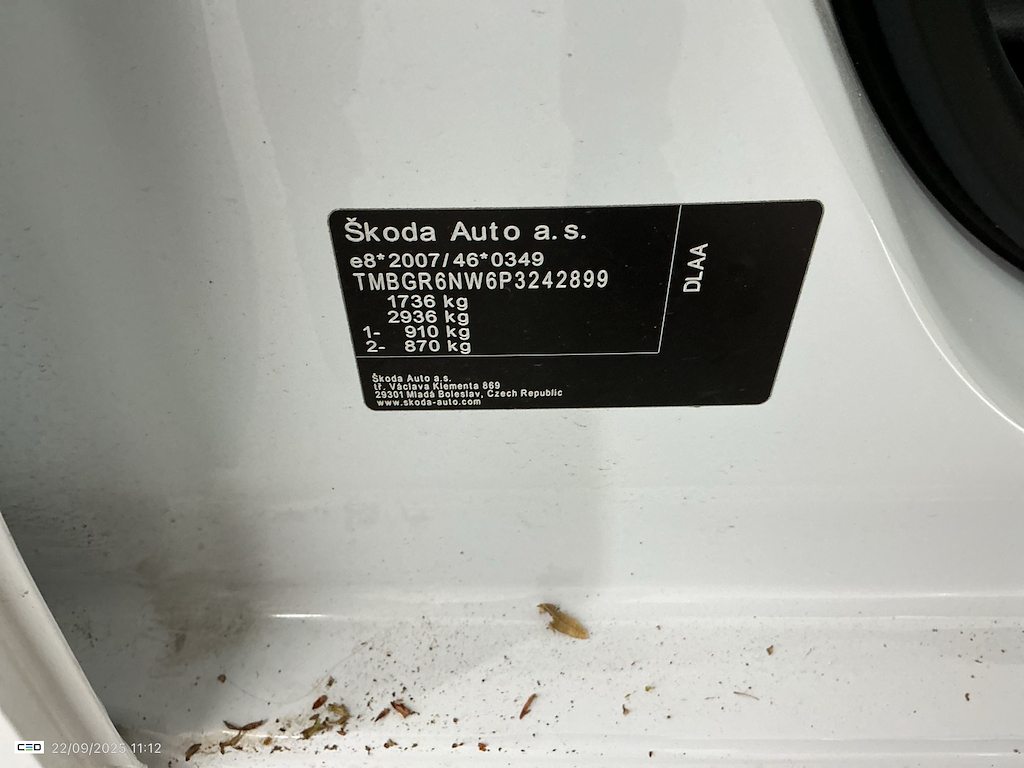 Škoda Auto a.s.
e8*2007/46*0349
TMBGR6NW6P3242899
1736 kg
2936 kg
1- 910 kg
2- 870 kg
DLAA
Škoda Auto a.s.
tř. Václava Klementa 869
29301 Mladá Boleslav, Czech Republic
www.skoda-auto.com
CEO 22/09/2025 11:12